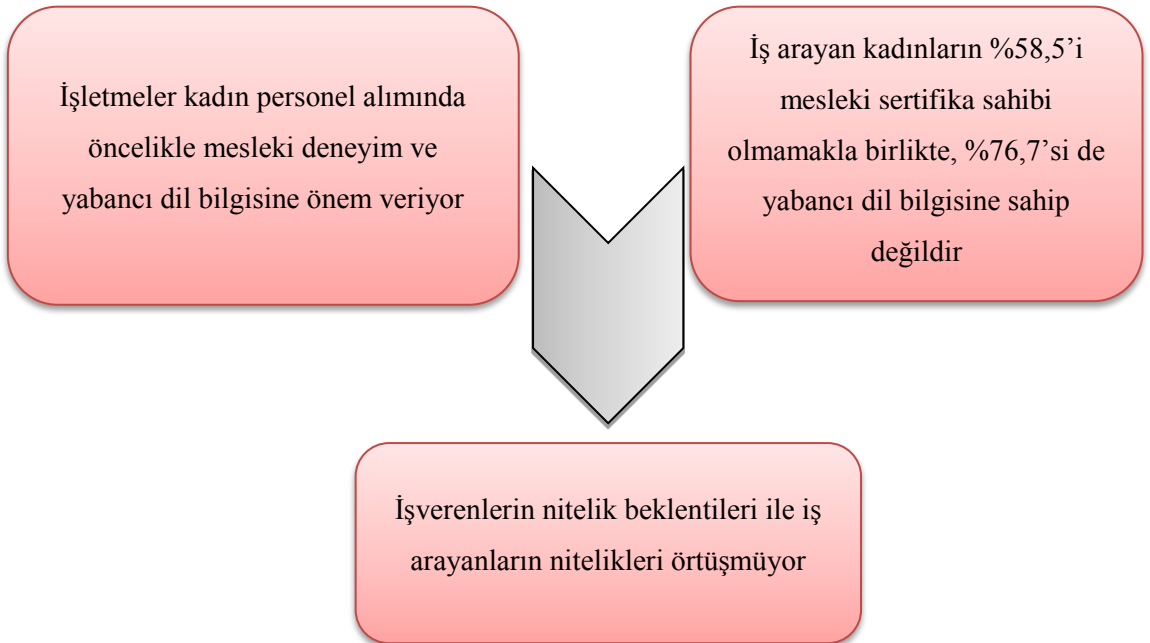 İşletmeler kadın personel alımında
öncelikle mesleki deneyim ve
yabancı dil bilgisine önem veriyor
İş arayan kadınların %58,5’i
mesleki sertifika sahibi
olmamakla birlikte, %76,7’si de
yabancı dil bilgisine sahip
değildir
İşverenlerin nitelik beklentileri ile iş
arayanların nitelikleri örtüşmüyor